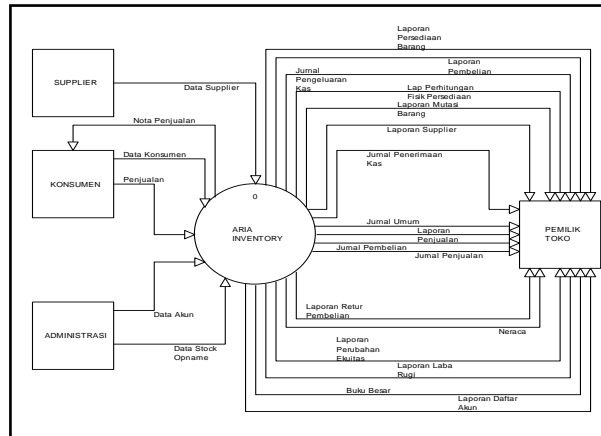 Laporan
Persediaan
Barang
Laporan
Pembelian
Jurnal
Pengeluaran
Kas
Lap Perhitungan
Fisik Persediaan
Laporan Mutasi
Barang
SUPPLIER
Data Supplier
Nota Penjualan
Laporan Supplier
Data Konsumen
Jurnal Penerimaan
Kas
KONSUMEN
Penjualan
0
ARIA
INVENTORY
Jurnal Umum
Laporan
Penjualan
Jurnal Pembelian
Jurnal Penjualan
PEMILIK
TOKO
Data Akun
ADMINISTRASI
Data Stock
Opname
Laporan Retur
Pembelian
Neraca
Laporan
Perubahan
Ekuitas
Laporan Laba
Rugi
Buku Besar
Laporan Daftar
Akun